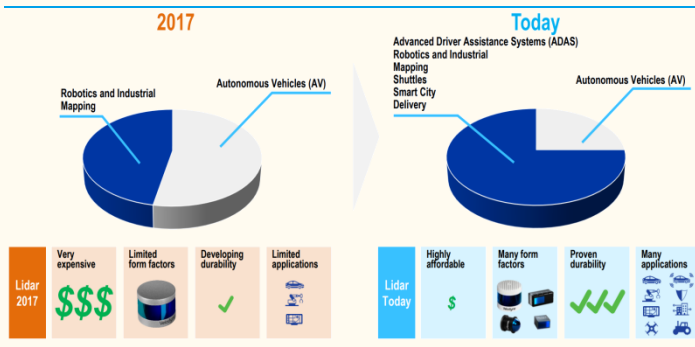 2017
Robotics and Industrial
Mapping
Autonomous Vehicles (AV)
Today
Advanced Driver Assistance Systems (ADAS)
Robotics and Industrial
Mapping
Shuttles
Smart City
Delivery
Autonomous Vehicles (AV)
Lidar
2017
Very
expensive
$$$
Limited
form factors
Developing
durability
Limited
applications
Lidar
Today
Highly
affordable
$
Many form
factors
Proven
durability
Many
applications